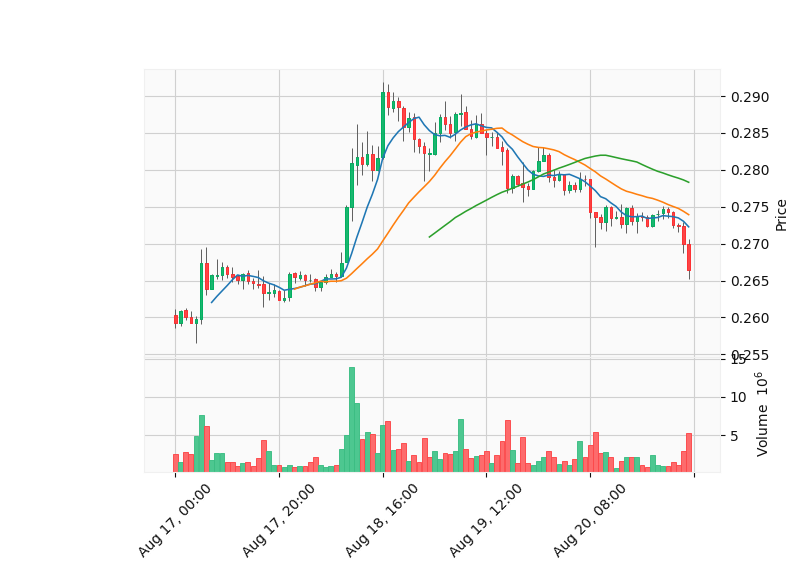 0.290
0.285
0.280
0.275
0.270
0.265
0.260
0.255
Price
15
10
5
Volume 10⁶
Aug 17, 00:00
Aug 17, 20:00
Aug 18, 16:00
Aug 19, 12:00
Aug 20, 08:00